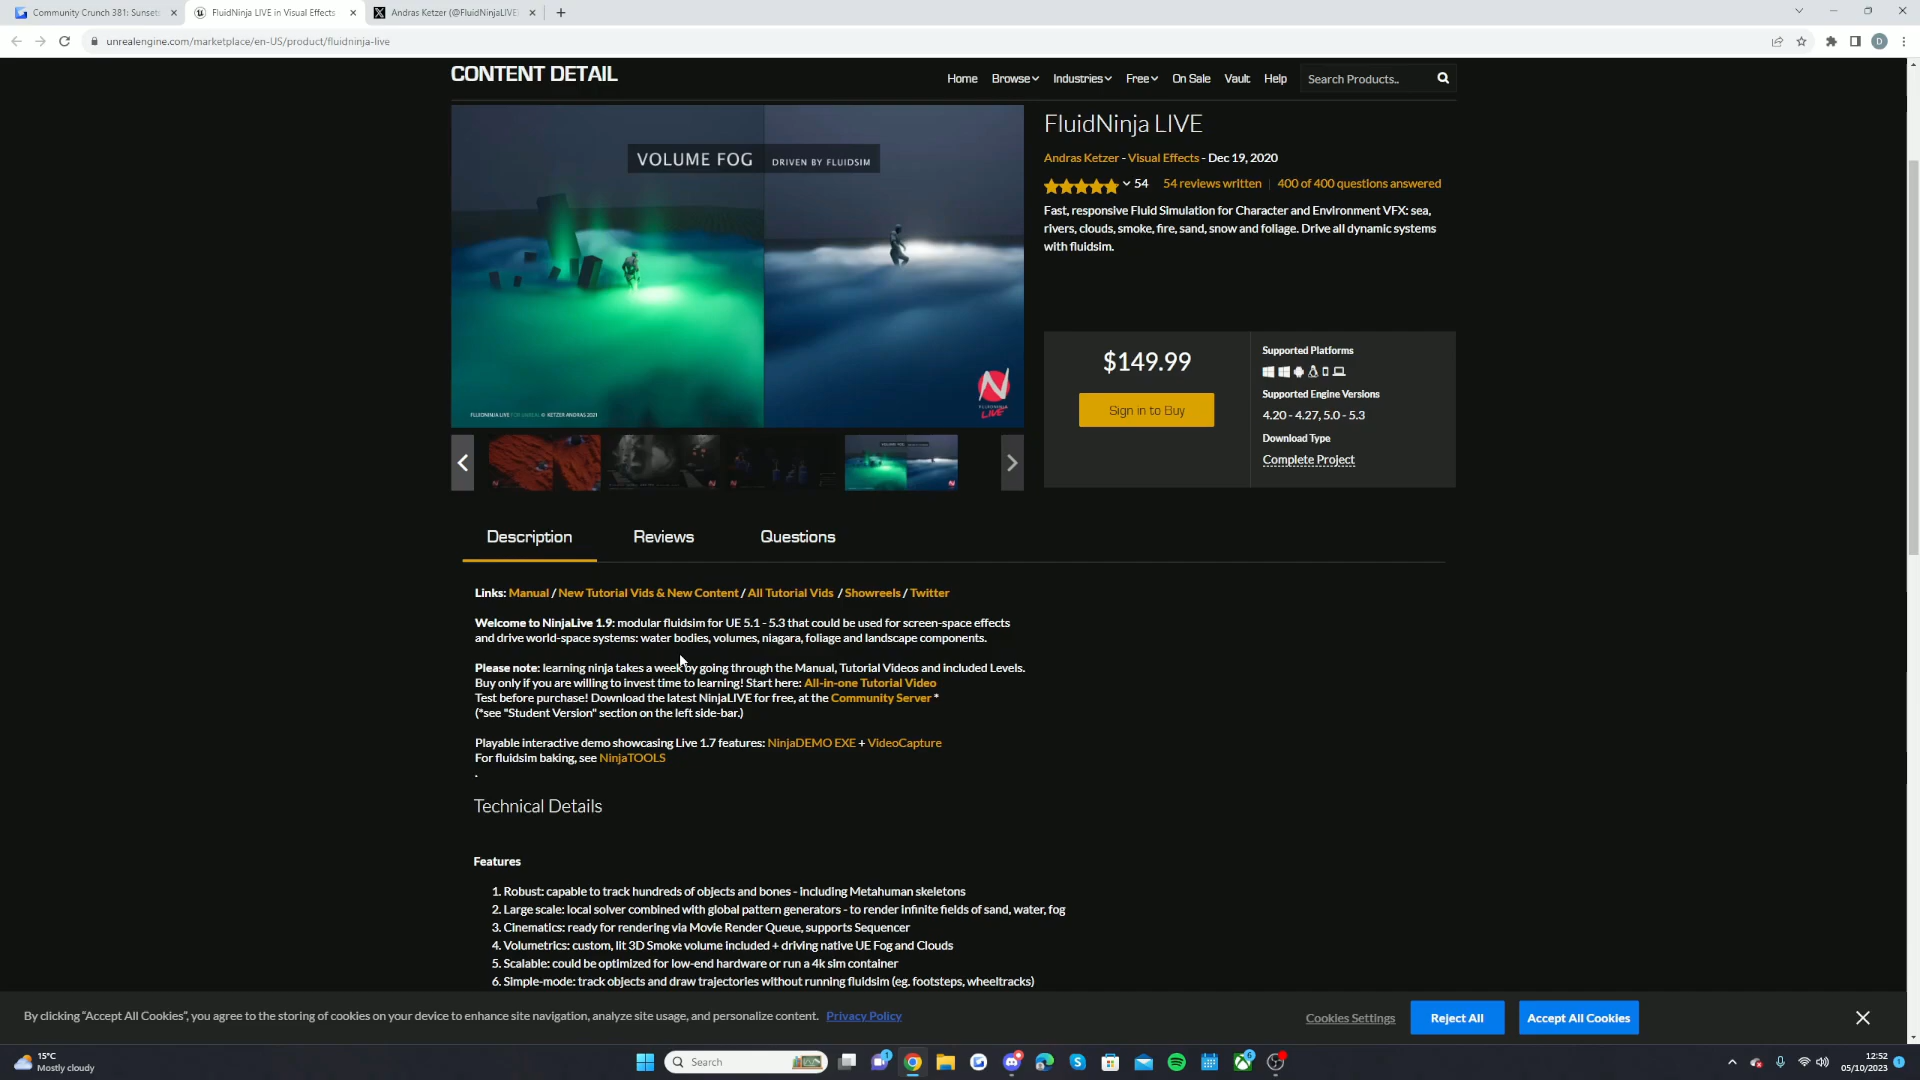 Community Crunch 381: Sunset
FluidNinja LIVE in Visual Effects
Andras Ketzer (@FluidNinjaLIVE)
unrealengine.com/marketplace/en-US/product/fluidninja-live
CONTENT DETAIL
Home Browse Industries Free On Sale Vault Help Search Products..
VOLUME FOG DRIVEN BY FLUIDSIM
FLUIDNINJA LIVE FOR UNREAL © KETZER ANDRAS 2021
FLUIDNINJA
LIVE
FluidNinja LIVE
Andras Ketzer - Visual Effects - Dec 19, 2020
54 54 reviews written | 400 of 400 questions answered
Fast, responsive Fluid Simulation for Character and Environment VFX: sea,
rivers, clouds, smoke, fire, sand, snow and foliage. Drive all dynamic systems
with fluidsim.
$149.99
Sign in to Buy
Supported Platforms
Supported Engine Versions
4.20 - 4.27, 5.0 - 5.3
Download Type
Complete Project
Description Reviews Questions
Links: Manual / New Tutorial Vids & New Content / All Tutorial Vids / Showreels / Twitter
Welcome to NinjaLive 1.9: modular fluidsim for UE 5.1 - 5.3 that could be used for screen-space effects
and drive world-space systems: water bodies, volumes, niagara, foliage and landscape components.
Please note: learning ninja takes a week by going through the Manual, Tutorial Videos and included Levels.
Buy only if you are willing to invest time to learning! Start here: All-in-one Tutorial Video
Test before purchase! Download the latest NinjaLIVE for free, at the Community Server *
(*see "Student Version" section on the left side-bar.)
Playable interactive demo showcasing Live 1.7 features: NinjaDEMO EXE + VideoCapture
For fluidsim baking, see NinjaTOOLS
.
Technical Details
Features
1. Robust: capable to track hundreds of objects and bones - including Metahuman skeletons
2. Large scale: local solver combined with global pattern generators - to render infinite fields of sand, water, fog
3. Cinematics: ready for rendering via Movie Render Queue, supports Sequencer
4. Volumetrics: custom, lit 3D Smoke volume included + driving native UE Fog and Clouds
5. Scalable: could be optimized for low-end hardware or run a 4k sim container
6. Simple-mode: track objects and draw trajectories without running fluidsim (eg. footsteps, wheeltracks)
By clicking "Accept All Cookies", you agree to the storing of cookies on your device to enhance site navigation, analyze site usage, and personalize content. Privacy Policy
Cookies Settings Reject All Accept All Cookies
15°C
Mostly cloudy
Search
12:52
05/10/2023